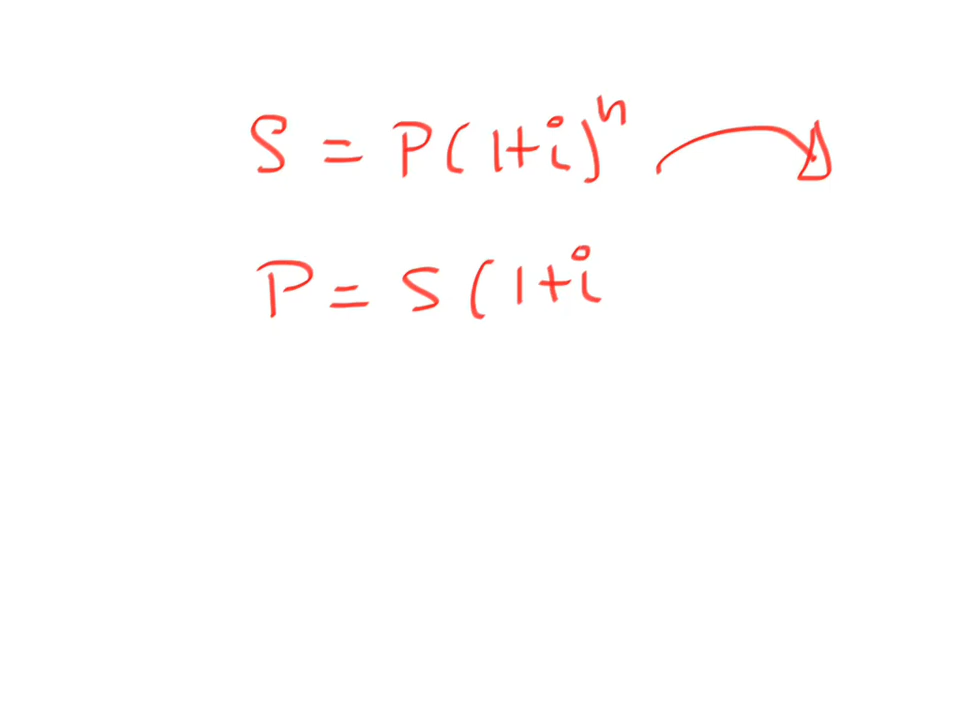 S = P(1+i)^n
P = S(1+i